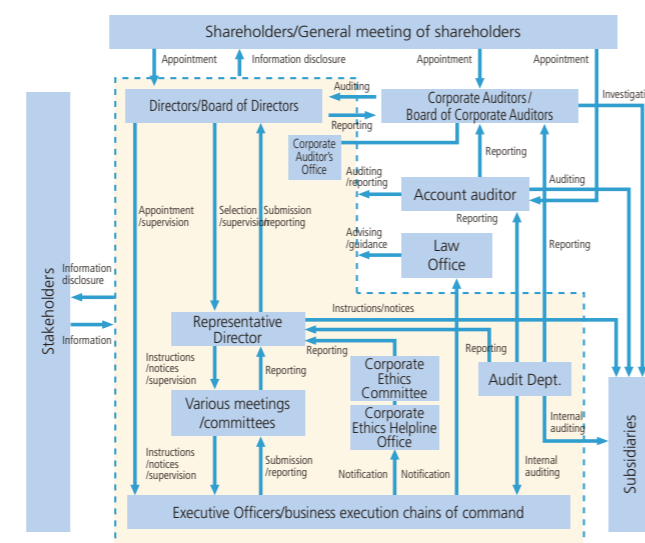 Shareholders/General meeting of shareholders
Appointment
Information disclosure
Appointment
Appointment
Directors/Board of Directors
Auditing
Reporting
Corporate Auditors/
Board of Corporate Auditors
Investigati
Corporate
Auditor's
Office
Reporting
Auditing
/reporting
Account auditor
Auditing
Appointment
/supervision
Selection
/supervision
Submission
/reporting
Reporting
Advising
/guidance
Law
Office
Reporting
Stakeholders
Information
disclosure
Information
Instructions/notices
Representative
Director
Reporting
Reporting
Instructions
/notices
/supervision
Reporting
Corporate
Ethics
Committee
Audit Dept.
Various meetings
/committees
Corporate
Ethics Helpline
Office
Internal
auditing
Subsidiaries
Instructions
/notices
/supervision
Submission
/reporting
Notification
Notification
Internal
auditing
Executive Officers/business execution chains of command